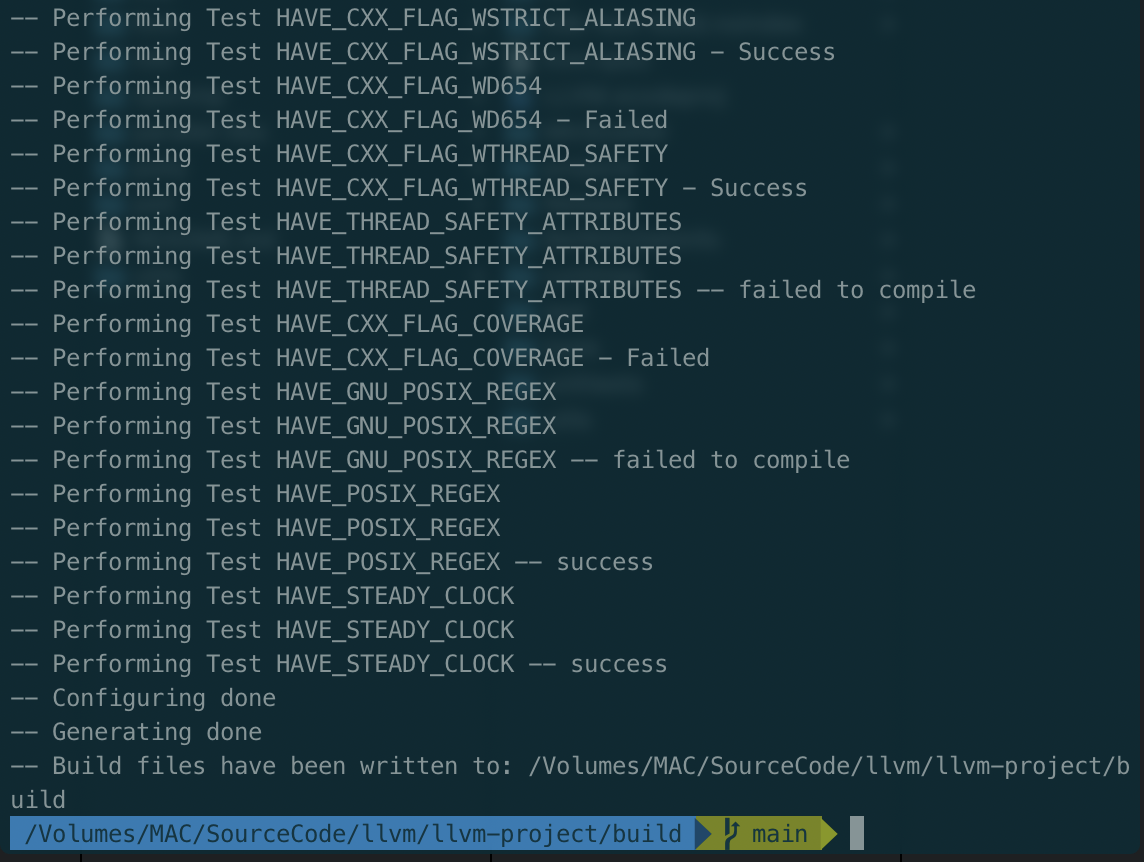 -- Performing Test HAVE_CXX_FLAG_WSTRICT_ALIASING
-- Performing Test HAVE_CXX_FLAG_WSTRICT_ALIASING - Success
-- Performing Test HAVE_CXX_FLAG_WD654
-- Performing Test HAVE_CXX_FLAG_WD654 - Failed
-- Performing Test HAVE_CXX_FLAG_WTHREAD_SAFETY
-- Performing Test HAVE_CXX_FLAG_WTHREAD_SAFETY - Success
-- Performing Test HAVE_THREAD_SAFETY_ATTRIBUTES
-- Performing Test HAVE_THREAD_SAFETY_ATTRIBUTES
-- Performing Test HAVE_THREAD_SAFETY_ATTRIBUTES -- failed to compile
-- Performing Test HAVE_CXX_FLAG_COVERAGE
-- Performing Test HAVE_CXX_FLAG_COVERAGE - Failed
-- Performing Test HAVE_GNU_POSIX_REGEX
-- Performing Test HAVE_GNU_POSIX_REGEX
-- Performing Test HAVE_GNU_POSIX_REGEX -- failed to compile
-- Performing Test HAVE_POSIX_REGEX
-- Performing Test HAVE_POSIX_REGEX
-- Performing Test HAVE_POSIX_REGEX -- success
-- Performing Test HAVE_STEADY_CLOCK
-- Performing Test HAVE_STEADY_CLOCK
-- Performing Test HAVE_STEADY_CLOCK -- success
-- Configuring done
-- Generating done
-- Build files have been written to: /Volumes/MAC/SourceCode/llvm/llvm-project/b
uild
/Volumes/MAC/SourceCode/llvm/llvm-project/build main